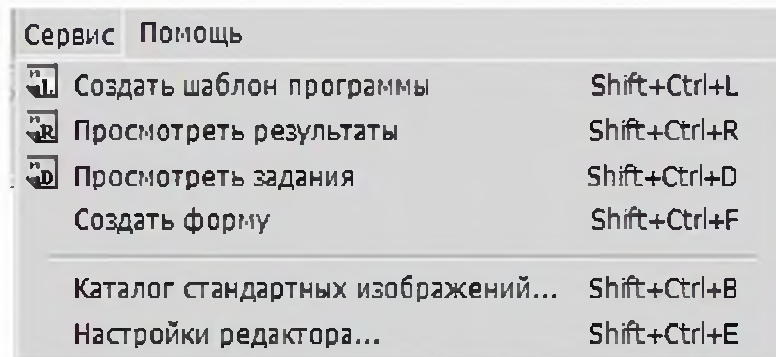 Сервис Помощь
Создать шаблон программы Shift+Ctrl+L
Просмотреть результаты Shift+Ctrl+R
Просмотреть задания Shift+Ctrl+D
Создать форму Shift+Ctrl+F
Каталог стандартных изображений... Shift+Ctrl+B
Настройки редактора... Shift+Ctrl+E